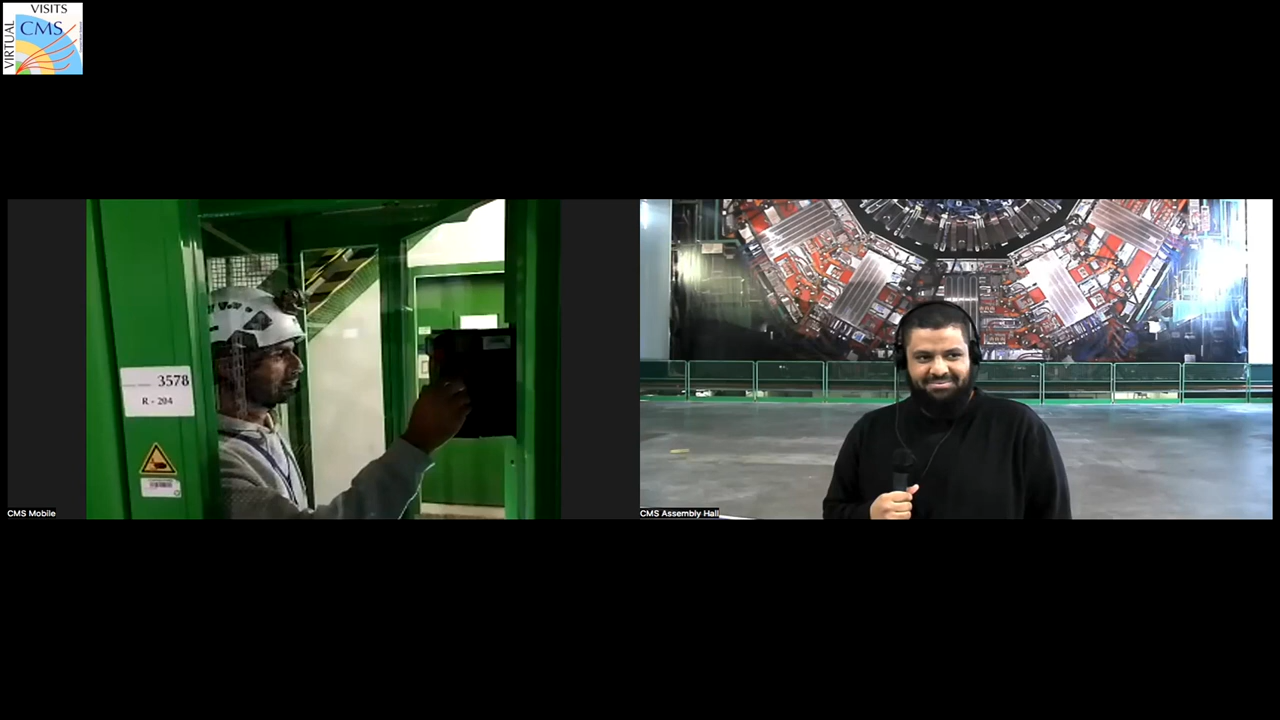 VISITS
CMS
VIRTUAL
3578
R - 204
CMS Mobile
CMS Assembly Hall